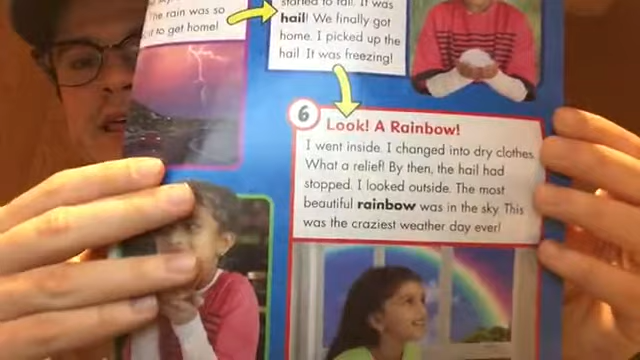 The rain was so
to get home!
started to fall. It was
hail! We finally got
home. I picked up the
hail. It was freezing!
6
Look! A Rainbow!
I went inside. I changed into dry clothes.
What a relief! By then, the hail had
stopped. I looked outside. The most
beautiful rainbow was in the sky. This
was the craziest weather day ever!